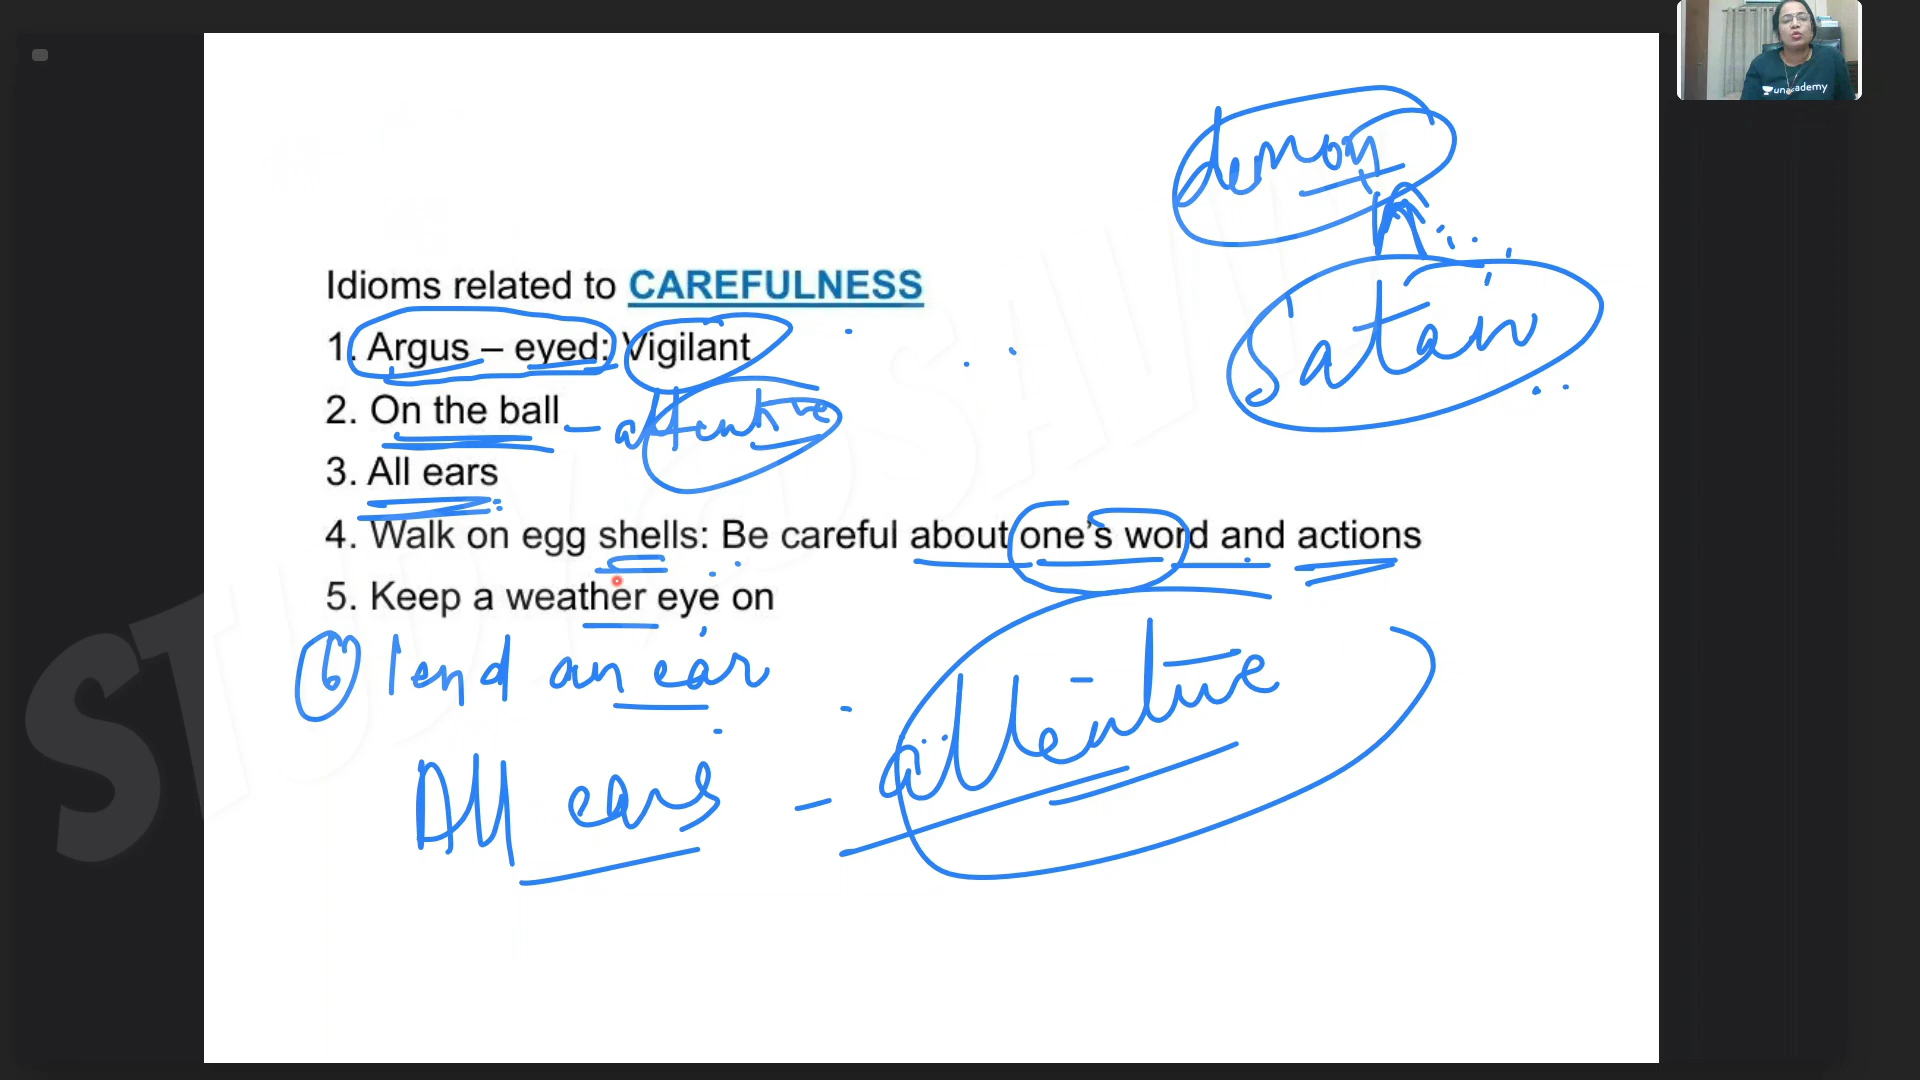 unacademy
demon
Satan
Idioms related to CAREFULNESS
1. Argus – eyed: Vigilant
2. On the ball – attentive
3. All ears
4. Walk on egg shells: Be careful about one's word and actions
5. Keep a weather eye on
6 lend an ear
All ears – attentive